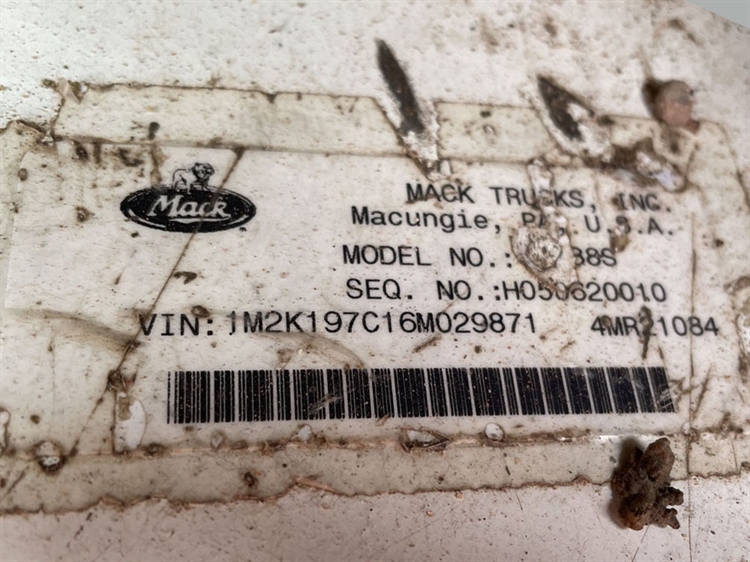 Mack
MACK TRUCKS, INC.
Macungie, PA, U.S.A.
MODEL NO.:
SEQ. NO.:H050620010
VIN: 1M2K197C16M029871 4MR21084